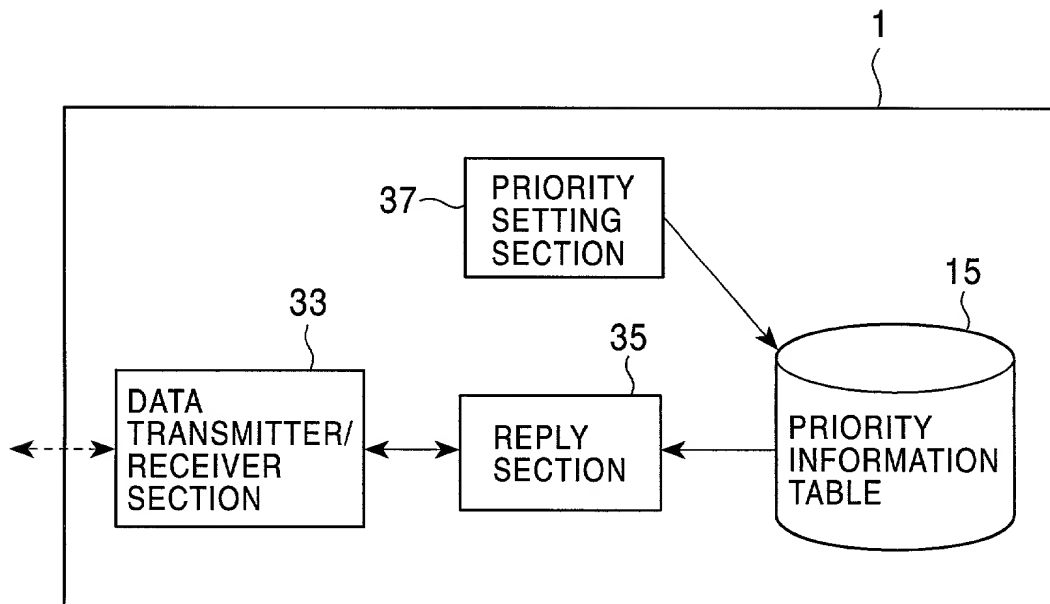 1
37
PRIORITY
SETTING
SECTION
33
35
15
DATA
TRANSMITTER/
RECEIVER
SECTION
REPLY
SECTION
PRIORITY
INFORMATION
TABLE